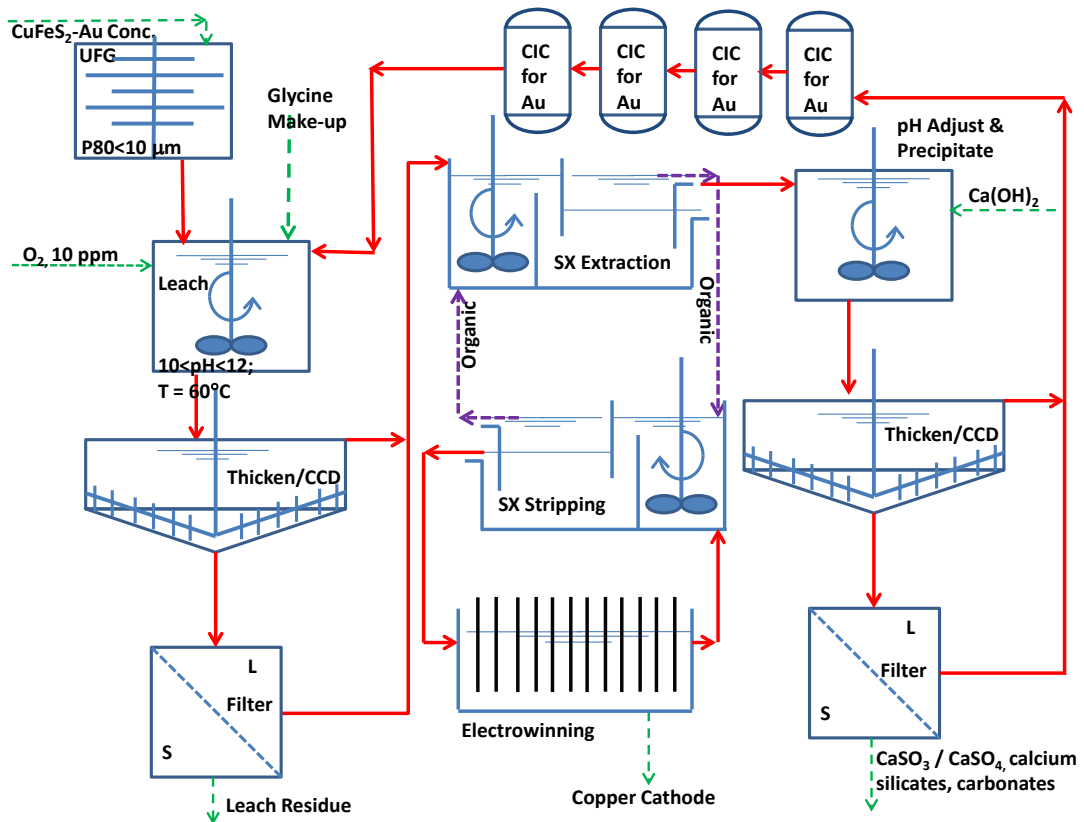 CuFeS₂-Au Conc.
UFG
P80<10 µm
Glycine
Make-up
CIC
for
Au
CIC
for
Au
CIC
for
Au
CIC
for
Au
pH Adjust &
Precipitate
Ca(OH)₂
O₂, 10 ppm
Leach
10<pH<12;
T = 60°C
SX Extraction
Organic
Organic
Thicken/CCD
SX Stripping
Thicken/CCD
L
Filter
S
Electrowinning
L
Filter
S
Leach Residue
Copper Cathode
CaSO₃ / CaSO₄, calcium
silicates, carbonates